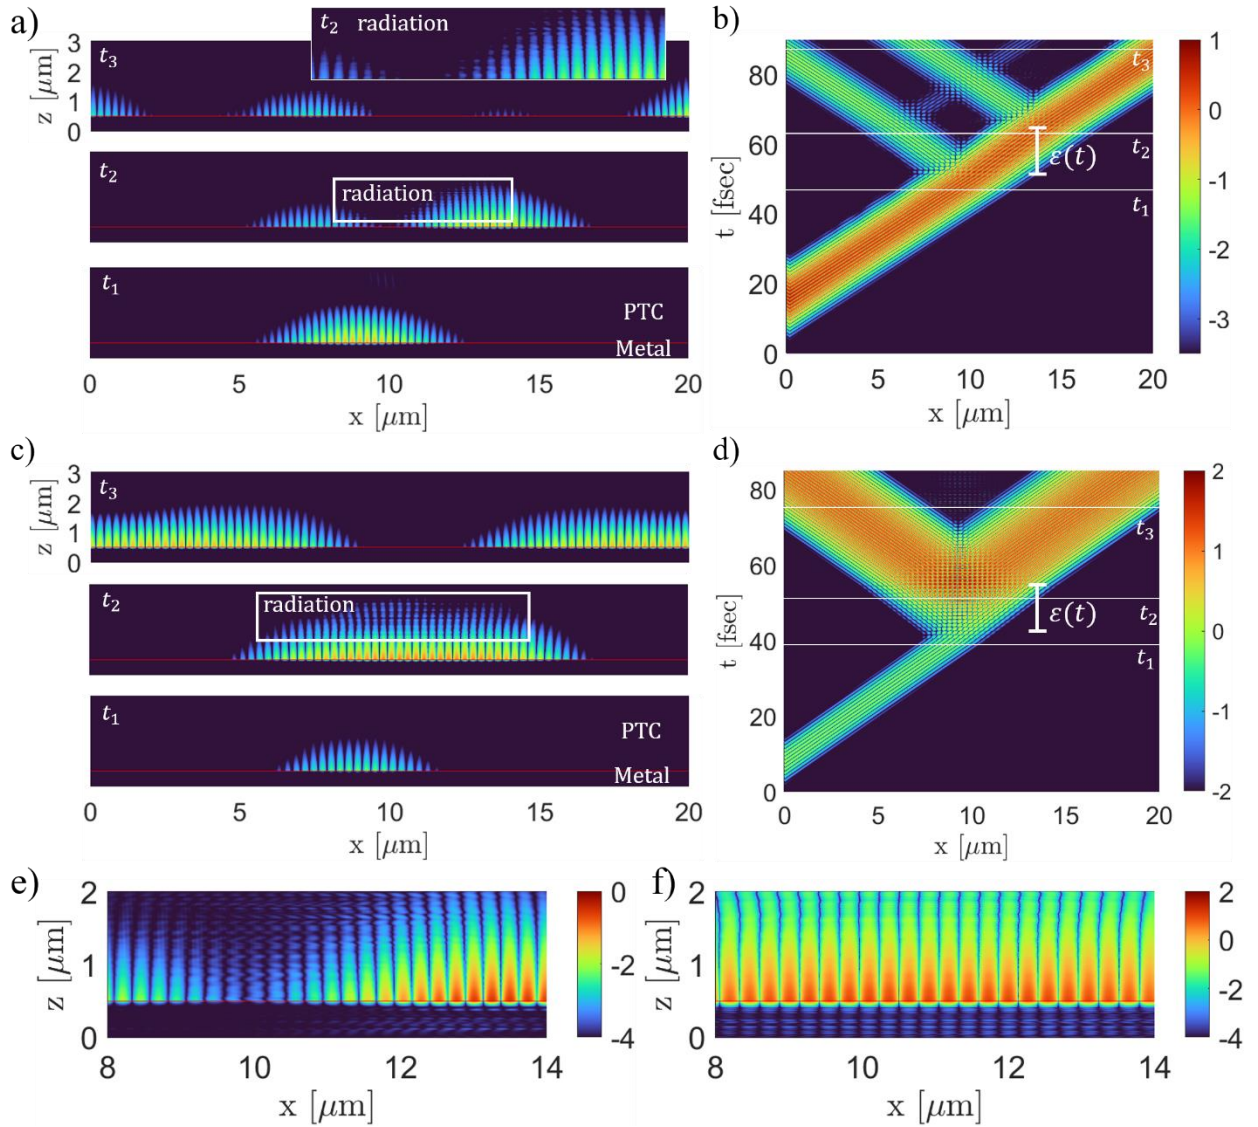 a)
t₂ radiation
z [μm]
3
2
1
0
t₃
t₂
radiation
t₁
PTC
Metal
0 5 10 15 20
x [μm]
b)
t [fsec]
80
60
40
20
0
t₃
t₂
ε(t)
t₁
0 5 10 15 20
x [μm]
1
0
-1
-2
-3
c)
z [μm]
3
2
1
0
t₃
t₂
radiation
t₁
PTC
Metal
0 5 10 15 20
x [μm]
d)
t [fsec]
80
60
40
20
0
t₃
t₂
ε(t)
t₁
0 5 10 15 20
x [μm]
2
1
0
-1
-2
e)
z [μm]
2
1
0
8 10 12 14
x [μm]
0
-2
-4
f)
z [μm]
2
1
0
8 10 12 14
x [μm]
2
0
-2
-4